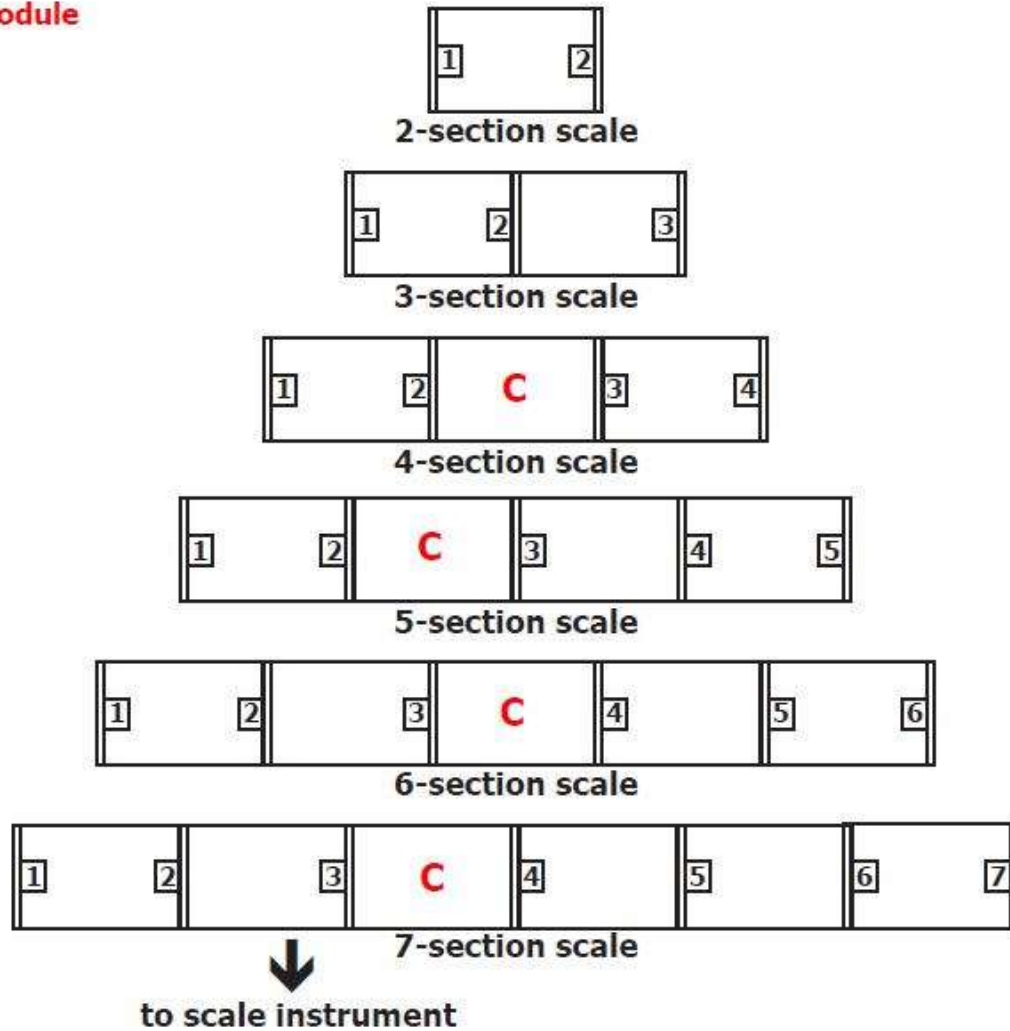 odule
1 2
2-section scale
1 2 3
3-section scale
1 2 C 3 4
4-section scale
1 2 C 3 4 5
5-section scale
1 2 3 C 4 5 6
6-section scale
1 2 3 C 4 5 6 7
7-section scale
to scale instrument